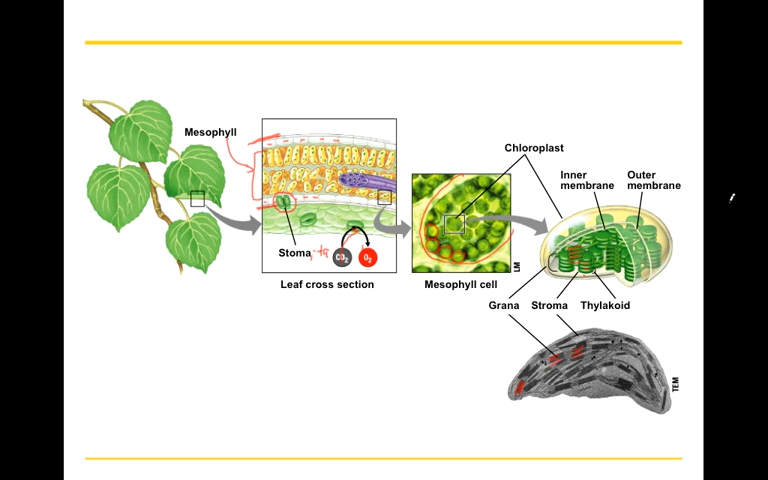 Mesophyll
Chloroplast
Inner
membrane
Outer
membrane
Stoma
CO2
O2
LM
Leaf cross section
Mesophyll cell
Grana
Stroma
Thylakoid
TEM